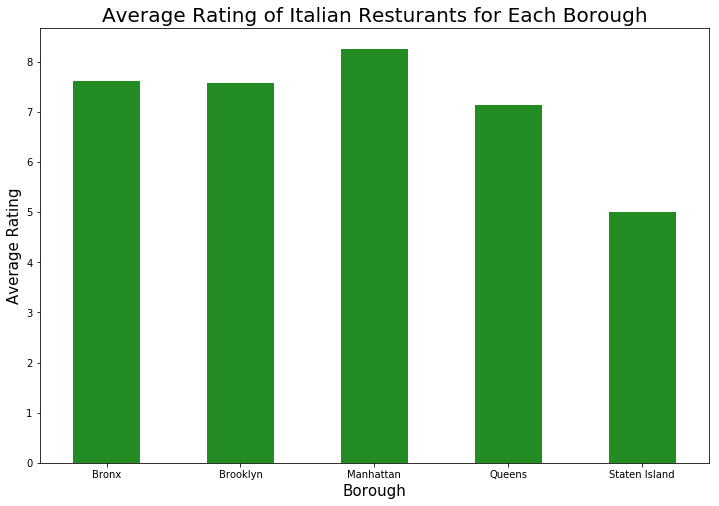 Average Rating of Italian Resturants for Each Borough
8
7
6
5
4
3
2
1
0
Average Rating
Bronx Brooklyn Manhattan Queens Staten Island
Borough